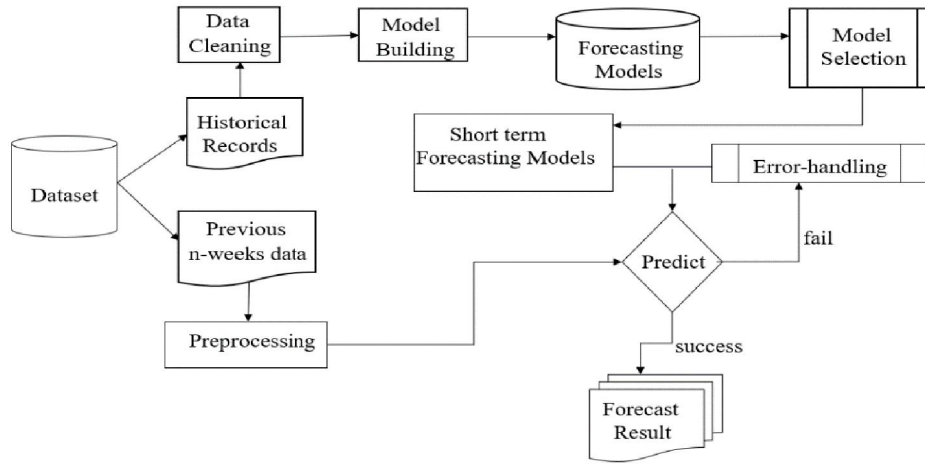 Data
Cleaning
Model
Building
Forecasting
Models
Model
Selection
Historical
Records
Short term
Forecasting Models
Error-handling
Dataset
Previous
n-weeks data
Predict
fail
Preprocessing
success
Forecast
Result